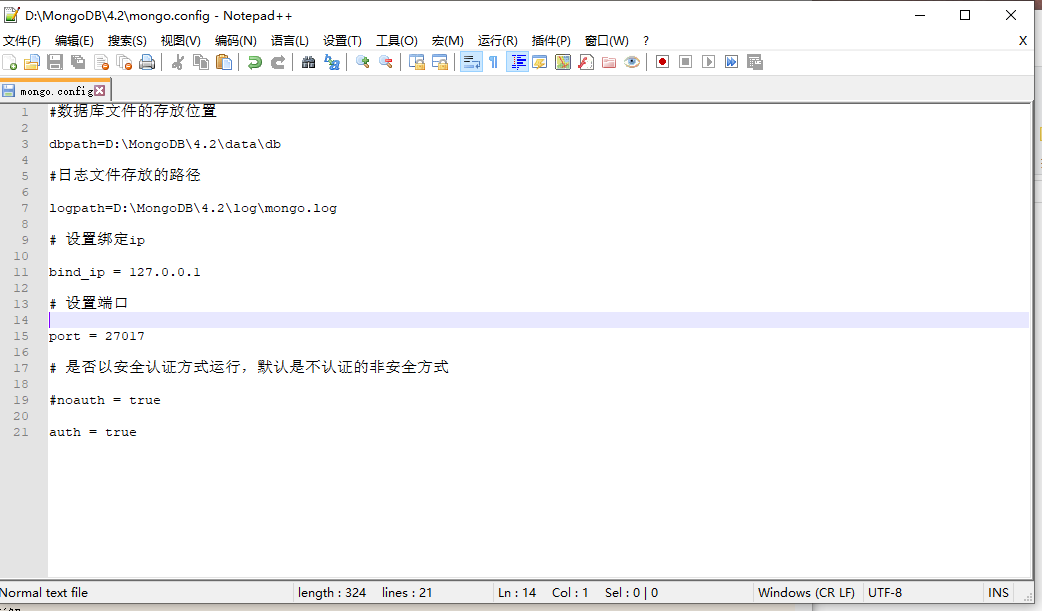 D:\MongoDB\4.2\mongo.config - Notepad++
文件(F) 编辑(E) 搜索(S) 视图(V) 编码(N) 语言(L) 设置(T) 工具(O) 宏(M) 运行(R) 插件(P) 窗口(W) ? X
mongo.config
1 #数据库文件的存放位置
2
3 dbpath=D:\MongoDB\4.2\data\db
4
5 #日志文件存放的路径
6
7 logpath=D:\MongoDB\4.2\log\mongo.log
8
9 # 设置绑定ip
10
11 bind_ip = 127.0.0.1
12
13 # 设置端口
14
15 port = 27017
16
17 # 是否以安全认证方式运行，默认是不认证的非安全方式
18
19 #noauth = true
20
21 auth = true
Normal text file length : 324 lines : 21 Ln : 14 Col : 1 Sel : 0 | 0 Windows (CR LF) UTF-8 INS